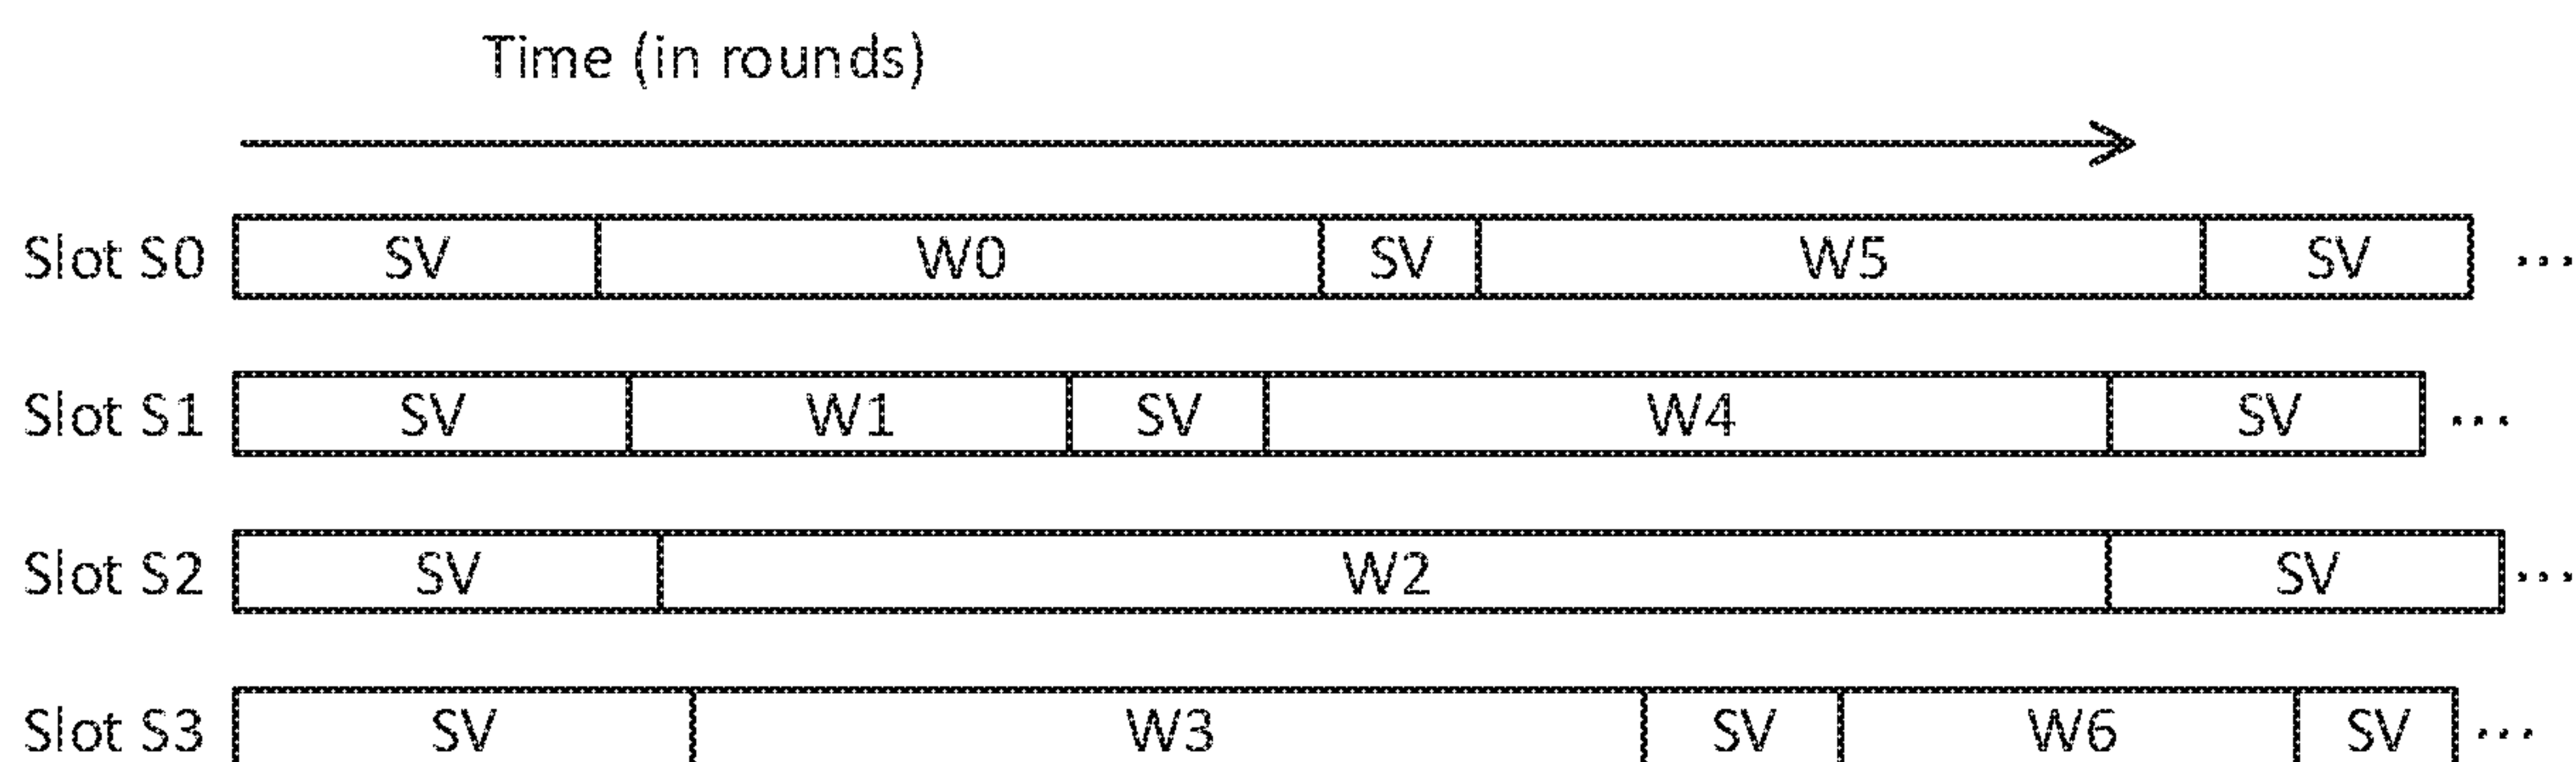 Time (in rounds)
Slot S0 SV W0 SV W5 SV ...
Slot S1 SV W1 SV W4 SV ...
Slot S2 SV W2 SV ...
Slot S3 SV W3 SV W6 SV ...